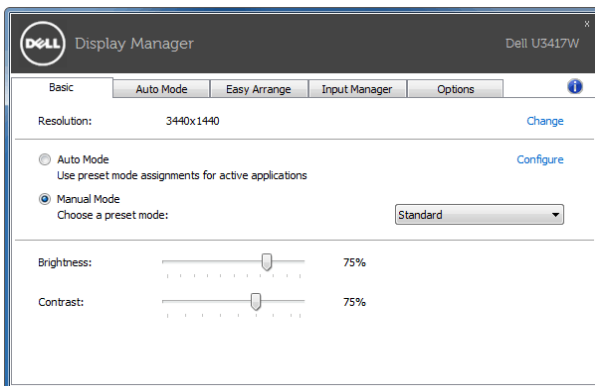 DELL Display Manager Dell U3417W x
Basic Auto Mode Easy Arrange Input Manager Options i
Resolution: 3440x1440 Change
Auto Mode Configure
Use preset mode assignments for active applications
Manual Mode
Choose a preset mode: Standard
Brightness: 75%
Contrast: 75%